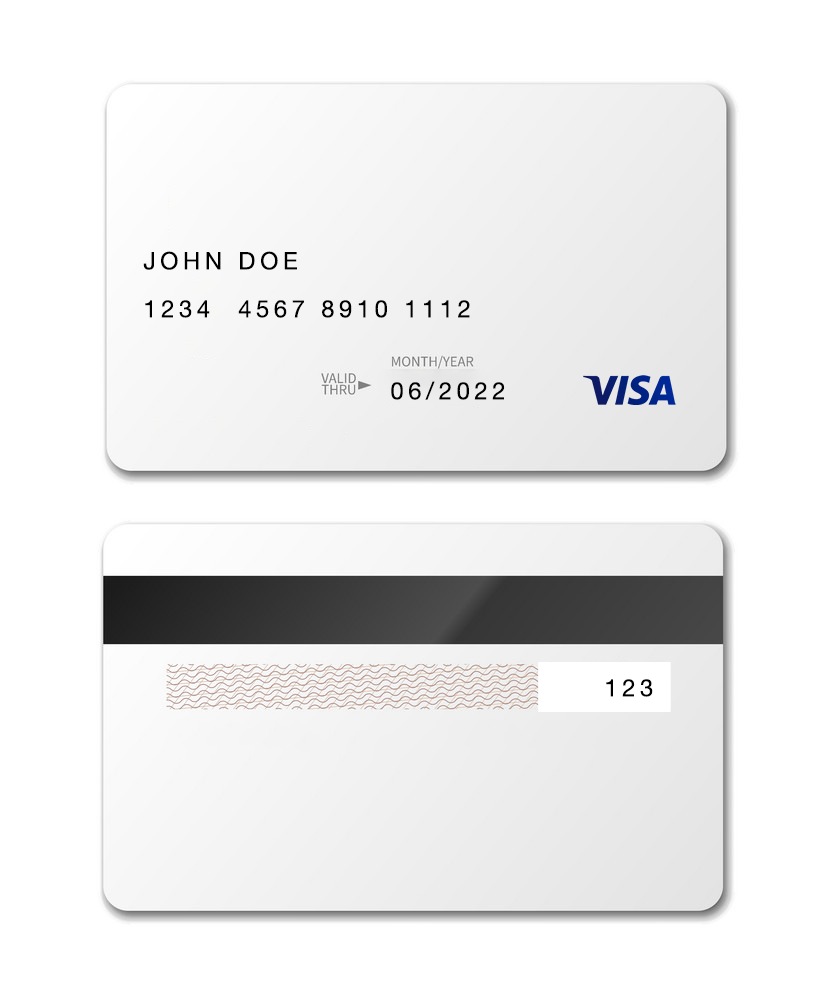 JOHN DOE
1234 4567 8910 1112
MONTH/YEAR
VALID
THRU
06/2022
VISA
123